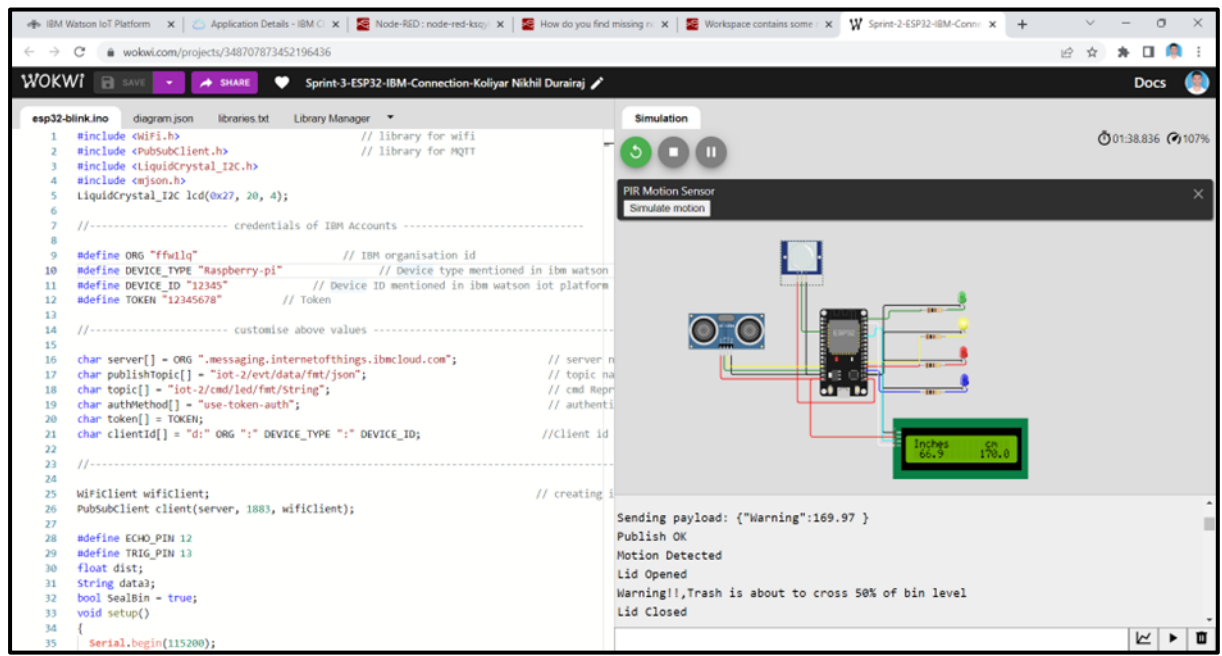 IBM Watson IoT Platform
Application Details - IBM Cl
Node-RED : node-red-ksqy
How do you find missing n
Workspace contains some
Sprint-2-ESP32-IBM-Conne
wokwi.com/projects/348707873452196436
WOKWI
SAVE
SHARE
Sprint-3-ESP32-IBM-Connection-Koliyar Nikhil Durairaj
Docs
esp32-blink.ino diagram.json libraries.txt Library Manager
1 #include <WiFi.h> // library for wifi
2 #include <PubSubClient.h> // library for MQTT
3 #include <LiquidCrystal_I2C.h>
4 #include <mjson.h>
5 LiquidCrystal_I2C lcd(0x27, 20, 4);
6
7 //----------------------- credentials of IBM Accounts -----------------------------
8
9 #define ORG "ffw1lq" // IBM organisation id
10 #define DEVICE_TYPE "Raspberry-pi" // Device type mentioned in ibm watson
11 #define DEVICE_ID "12345" // Device ID mentioned in ibm watson iot platform
12 #define TOKEN "12345678" // Token
13
14 //----------------------- customise above values ---------------------------------------
15
16 char server[] = ORG ".messaging.internetofthings.ibmcloud.com"; // server n
17 char publishTopic[] = "iot-2/evt/data/fmt/json"; // topic na
18 char topic[] = "iot-2/cmd/led/fmt/String"; // cmd Repr
19 char authMethod[] = "use-token-auth"; // authenti
20 char token[] = TOKEN;
21 char clientId[] = "d:" ORG ":" DEVICE_TYPE ":" DEVICE_ID; //Client id
22
23 //--------------------------------------------------------------------------------------
24
25 WiFiClient wifiClient; // creating i
26 PubSubClient client(server, 1883, wifiClient);
27
28 #define ECHO_PIN 12
29 #define TRIG_PIN 13
30 float dist;
31 String data3;
32 bool SealBin = true;
33 void setup()
34 {
35 Serial.begin(115200);
Simulation
01:38.836 107%
PIR Motion Sensor
Simulate motion
ESP32
Inches cm
66.9 170.0
Sending payload: {"Warning":169.97 }
Publish OK
Motion Detected
Lid Opened
Warning!!,Trash is about to cross 50% of bin level
Lid Closed